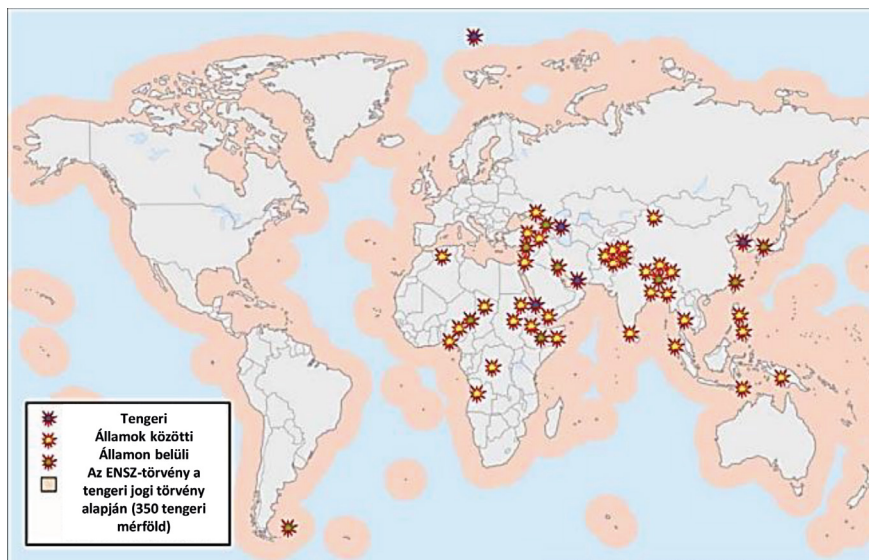 Tengeri
Államok közötti
Államon belüli
Az ENSZ-törvény a
tengeri jogi törvény
alapján (350 tengeri
mérföld)